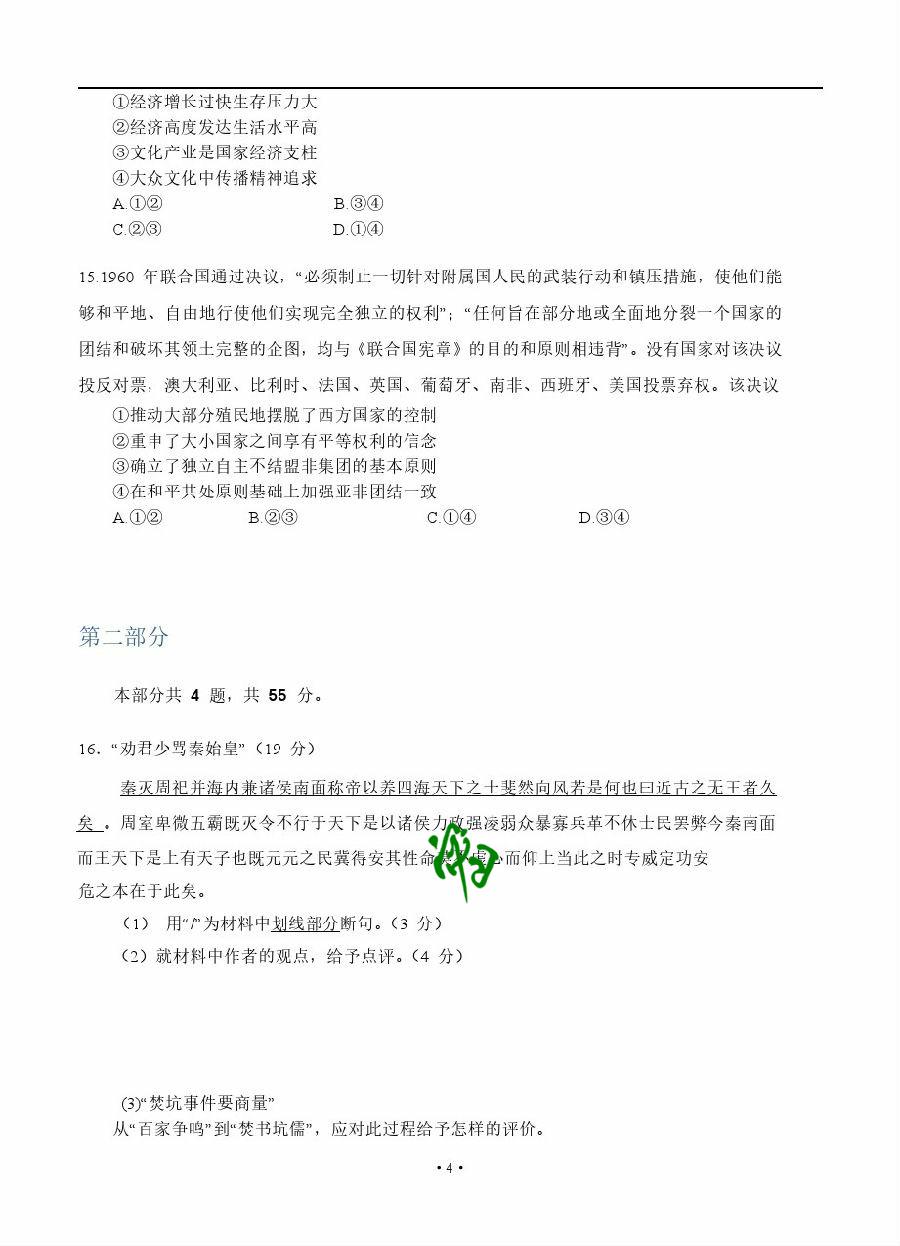 ①经济增长过快生存压力大
②经济高度发达生活水平高
③文化产业是国家经济支柱
④大众文化中传播精神追求
A.①② B.③④
C.②③ D.①④
15.1960 年联合国通过决议，“必须制止一切针对附属国人民的武装行动和镇压措施，使他们能
够和平地、自由地行使他们实现完全独立的权利”；“任何旨在部分地或全面地分裂一个国家的
团结和破坏其领土完整的企图，均与《联合国宪章》的目的和原则相违背”。没有国家对该决议
投反对票，澳大利亚、比利时、法国、英国、葡萄牙、南非、西班牙、美国投票弃权。该决议
①推动大部分殖民地摆脱了西方国家的控制
②重申了大小国家之间享有平等权利的信念
③确立了独立自主不结盟非集团的基本原则
④在和平共处原则基础上加强亚非团结一致
A.①② B.②③ C.①④ D.③④
第二部分
本部分共 4 题，共 55 分。
16．“劝君少骂秦始皇”（19 分）
秦灭周祀并海内兼诸侯南面称帝以养四海天下之士斐然向风若是何也曰近古之无王者久
矣 。周室卑微五霸既灭令不行于天下是以诸侯力政强凌弱众暴寡兵革不休士民罢弊今秦南面
而王天下是上有天子也既元元之民冀得安其性命莫不虚心而仰上当此之时专威定功安
危之本在于此矣。
（1） 用“/”为材料中划线部分断句。（3 分）
（2）就材料中作者的观点，给予点评。（4 分）
(3)“焚坑事件要商量”
从“百家争鸣”到“焚书坑儒”，应对此过程给予怎样的评价。
• 4 •